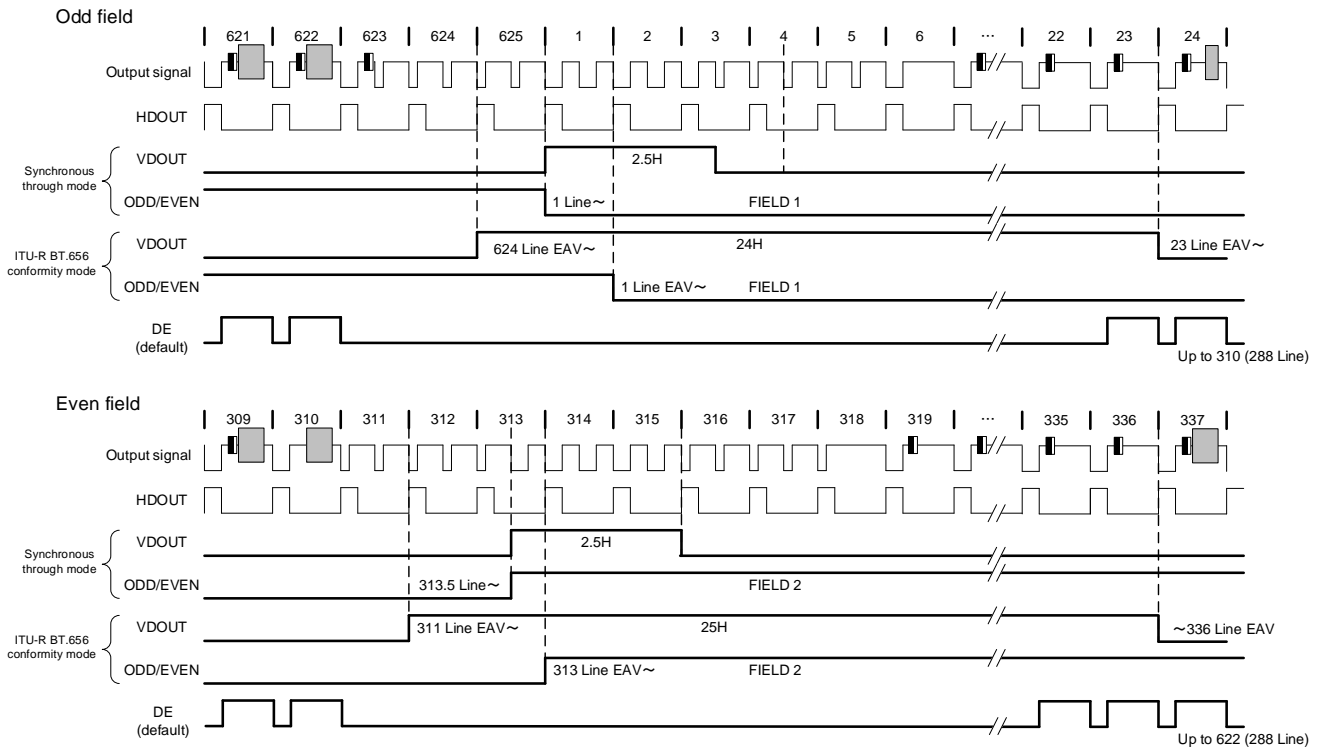 Odd field
621 622 623 624 625 1 2 3 4 5 6 ... 22 23 24
Output signal
HDOUT
Synchronous
through mode
VDOUT
2.5H
ODD/EVEN
1 Line～
FIELD 1
ITU-R BT.656
conformity mode
VDOUT
624 Line EAV～
24H
23 Line EAV～
ODD/EVEN
1 Line EAV～
FIELD 1
DE
(default)
Up to 310 (288 Line)
Even field
309 310 311 312 313 314 315 316 317 318 319 ... 335 336 337
Output signal
HDOUT
Synchronous
through mode
VDOUT
2.5H
ODD/EVEN
313.5 Line～
FIELD 2
ITU-R BT.656
conformity mode
VDOUT
311 Line EAV～
25H
～336 Line EAV
ODD/EVEN
313 Line EAV～
FIELD 2
DE
(default)
Up to 622 (288 Line)